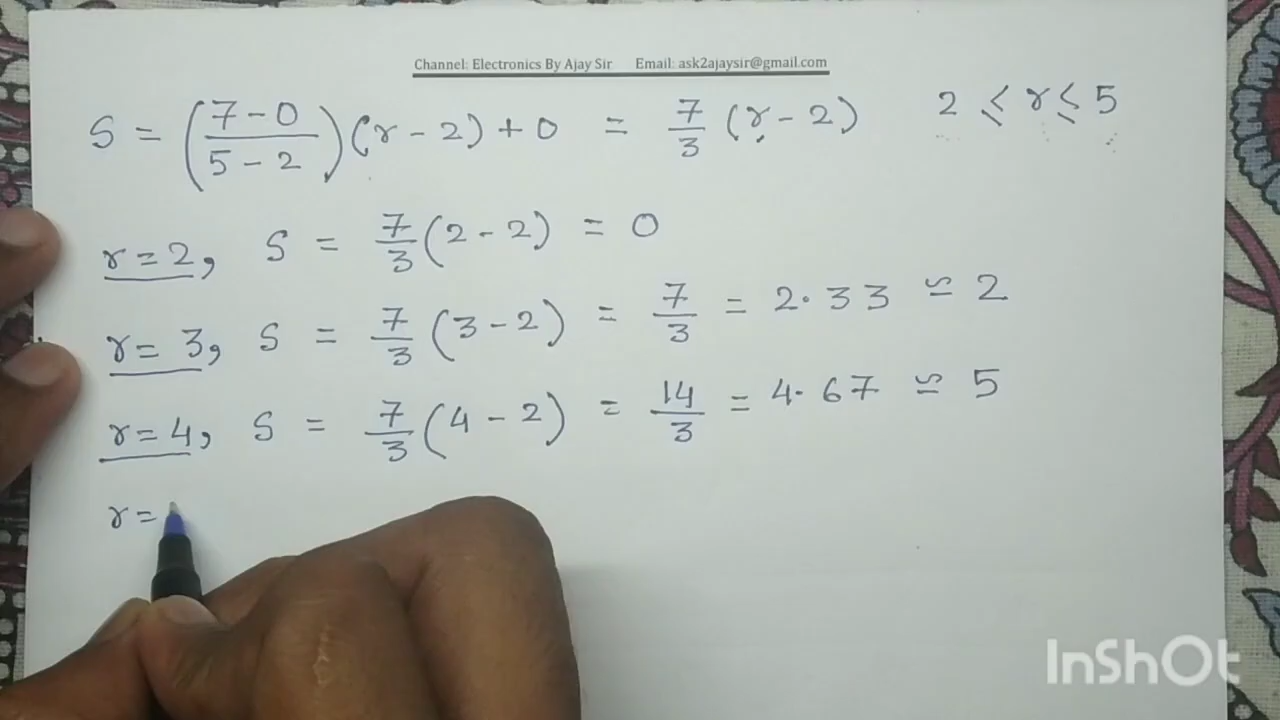 Channel: Electronics By Ajay Sir Email: ask2ajaysir@gmail.com
S = (7-0/5-2)(r-2)+0 = 7/3(r-2) 2 ≤ r ≤ 5
r=2, S = 7/3(2-2) = 0
r=3, S = 7/3(3-2) = 7/3 = 2.33 ≌ 2
r=4, S = 7/3(4-2) = 14/3 = 4.67 ≌ 5
r=
InShOt